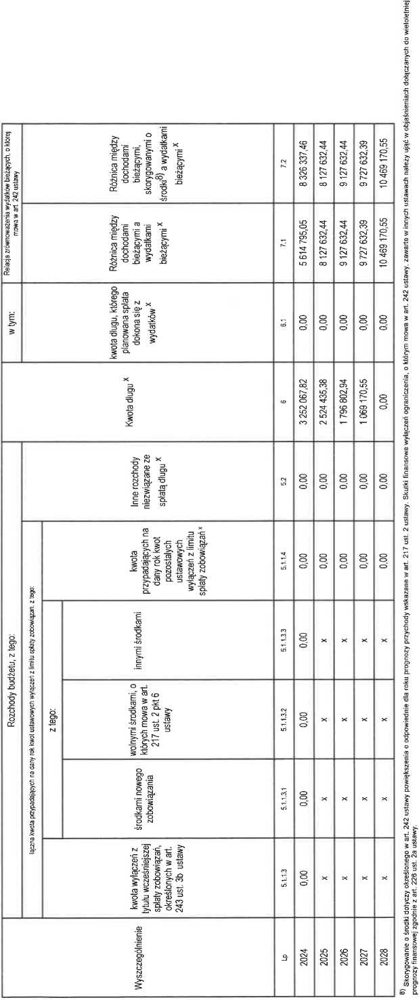 Wyszczególnienie
Rozchody budżetu, z tego:
łączna kwota przypadających na dany rok kwot ustawowych wyłączeń z limitu spłaty zobowiązań, z tego:
z tego:
kwota wyłączeń z
tytułu wcześniejszej
spłaty zobowiązań,
określonych w art.
243 ust. 3b ustawy
środkami nowego
zobowiązania
wolnymi środkami, o
których mowa w art.
217 ust. 2 pkt 6
ustawy
innymi środkami
kwota
przypadających na
dany rok kwot
pozostałych
ustawowych
wyłączeń z limitu
spłaty zobowiązań x
Inne rozchody
niezwiązane ze
spłatą długu x
Kwota długu x
w tym:
kwota długu, którego
planowana spłata
dokona się z
wydatków x
Relacja zrównoważenia wydatków bieżących, o której
mowa w art. 242 ustawy
Różnica między
dochodami
bieżącymi a
wydatkami
bieżącymi x
Różnica między
dochodami
bieżącymi,
skorygowanymi o
środki 8) a wydatkami
bieżącymi x
Lp 5.1.1.3 5.1.1.3.1 5.1.1.3.2 5.1.1.3.3 5.1.1.4 5.2 6 6.1 7.1 7.2
2024 0,00 0,00 0,00 0,00 0,00 0,00 3 252 067,82 0,00 5 614 795,05 8 326 337,46
2025 x x x x 0,00 0,00 2 524 435,38 0,00 8 127 632,44 8 127 632,44
2026 x x x x 0,00 0,00 1 796 802,94 0,00 9 127 632,44 9 127 632,44
2027 x x x x 0,00 0,00 1 069 170,55 0,00 9 727 632,39 9 727 632,39
2028 x x x x 0,00 0,00 0,00 0,00 10 469 170,55 10 469 170,55
8) Skorygowanie o środki dotyczy określonego w art. 242 ustawy powiększenia o odpowiednie dla roku prognozy przychody wskazane w art. 217 ust. 2 ustawy. Skutki finansowe wyłączeń ograniczenia, o którym mowa w art. 242 ustawy, zawarte w innych ustawach należy ująć w objaśnieniach dołączanych do wieloletniej
prognozy finansowej zgodnie z art. 226 ust. 2a ustawy.